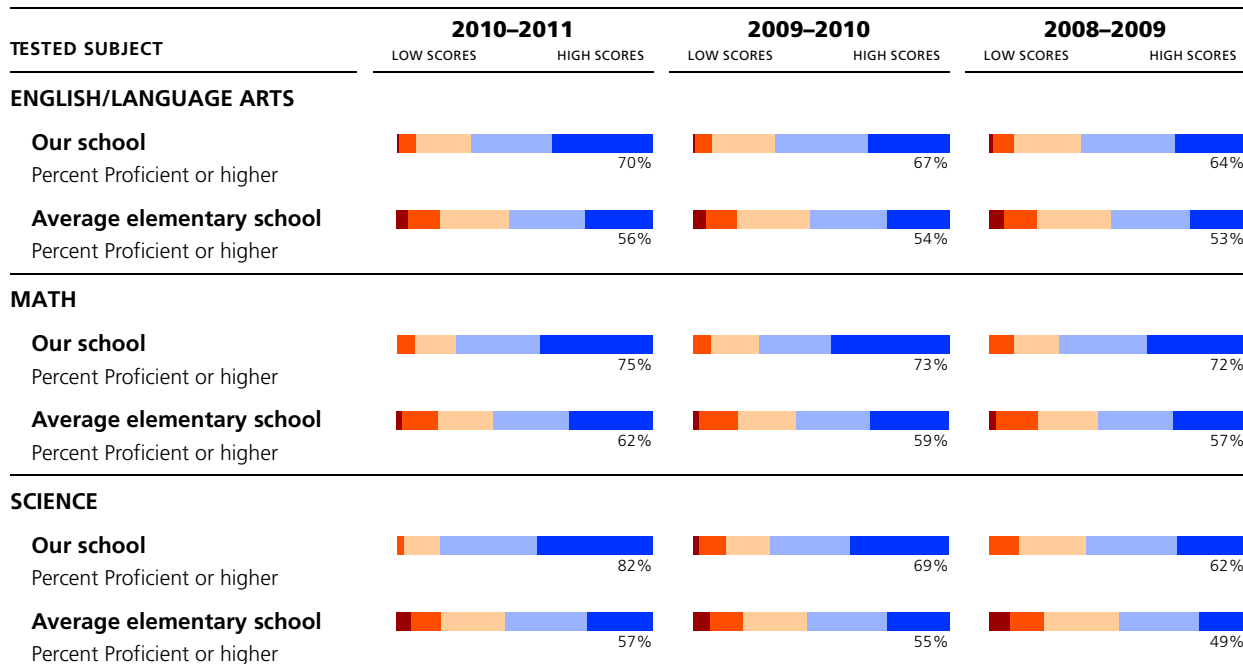 TESTED SUBJECT
2010–2011
LOW SCORES HIGH SCORES
2009–2010
LOW SCORES HIGH SCORES
2008–2009
LOW SCORES HIGH SCORES
ENGLISH/LANGUAGE ARTS
Our school
Percent Proficient or higher
70%
67%
64%
Average elementary school
Percent Proficient or higher
56%
54%
53%
MATH
Our school
Percent Proficient or higher
75%
73%
72%
Average elementary school
Percent Proficient or higher
62%
59%
57%
SCIENCE
Our school
Percent Proficient or higher
82%
69%
62%
Average elementary school
Percent Proficient or higher
57%
55%
49%